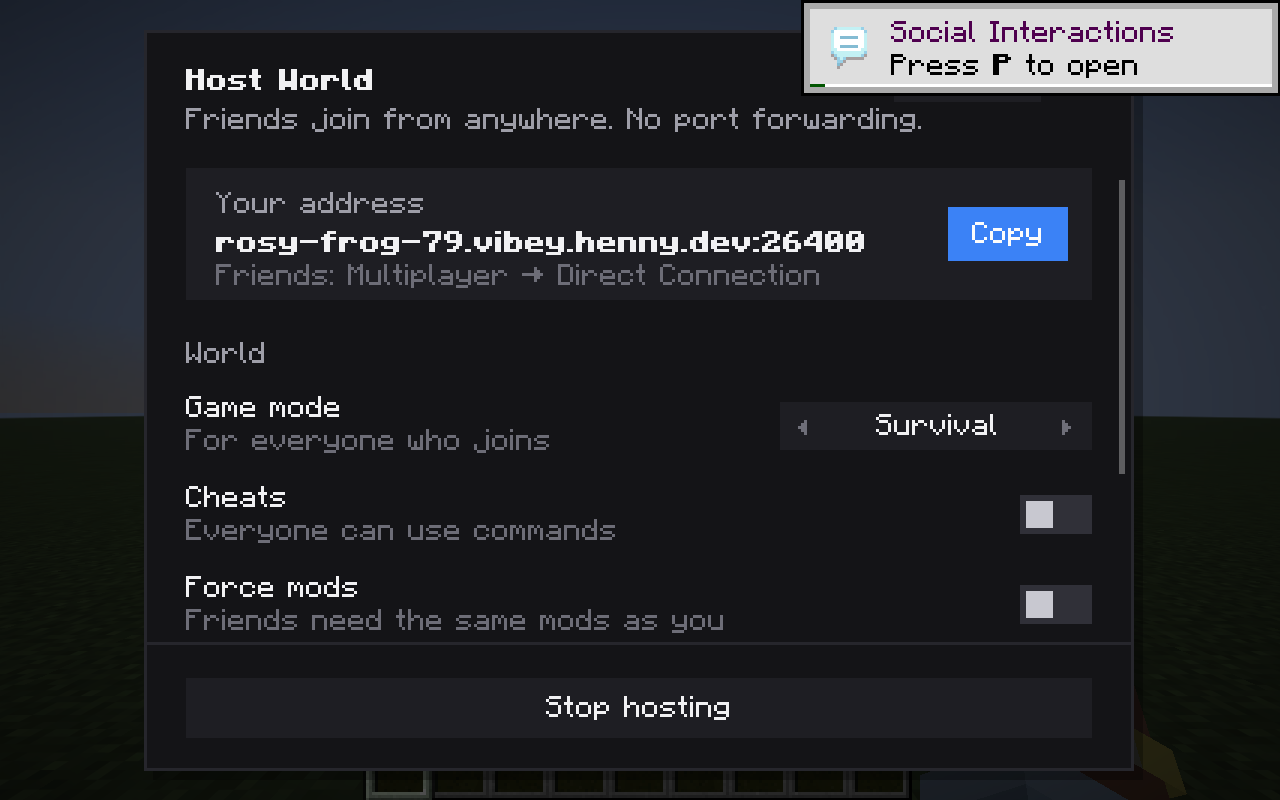 Social Interactions
Press P to open
Host World
Friends join from anywhere. No port forwarding.
Your address
rosy-frog-79.vibey.henny.dev:26400
Friends: Multiplayer → Direct Connection
Copy
World
Game mode
For everyone who joins
Survival
Cheats
Everyone can use commands
Force mods
Friends need the same mods as you
Stop hosting